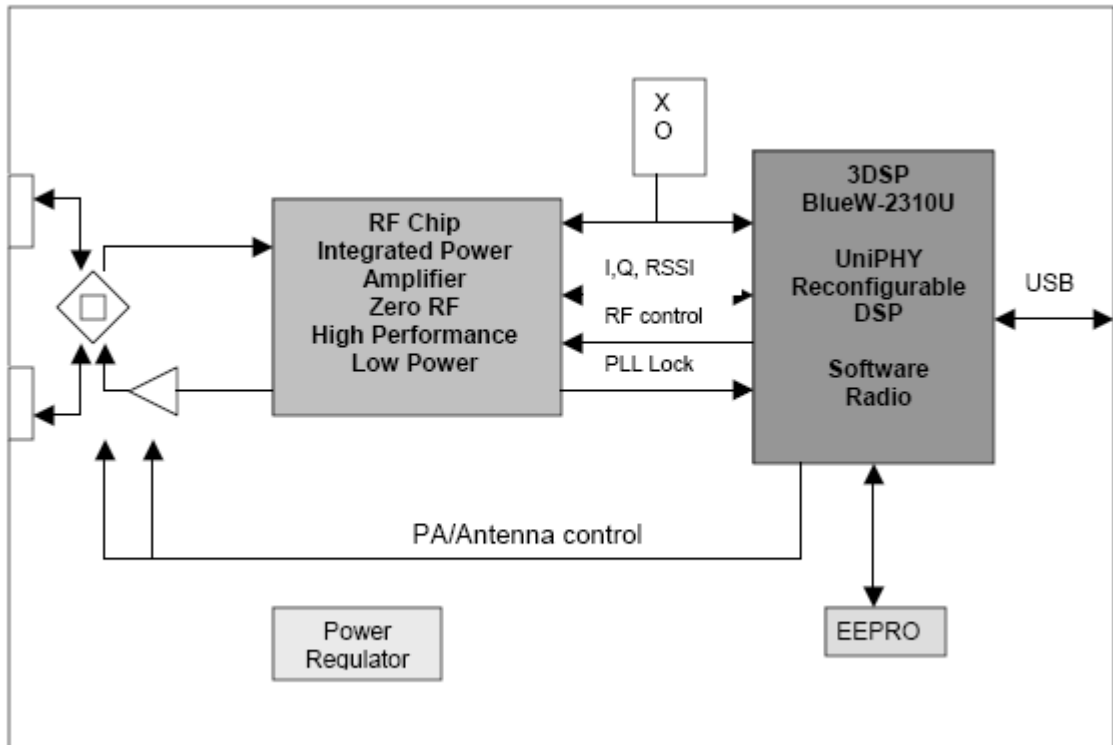 X
O
3DSP
BlueW-2310U
UniPHY
Reconfigurable
DSP
Software
Radio
RF Chip
Integrated Power
Amplifier
Zero RF
High Performance
Low Power
I,Q, RSSI
RF control
PLL Lock
USB
PA/Antenna control
Power
Regulator
EEPRO